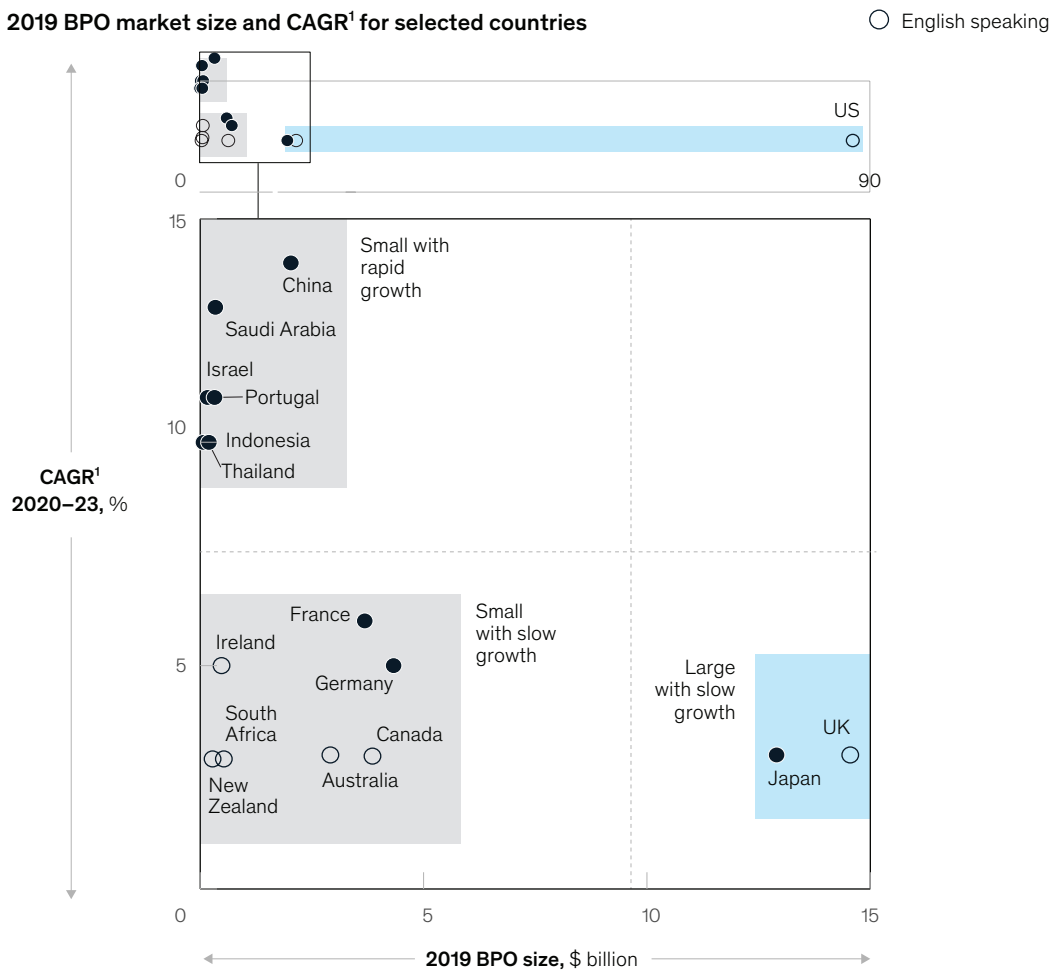 2019 BPO market size and CAGR¹ for selected countries
English speaking
US
0
90
15
Small with
rapid
growth
China
Saudi Arabia
Israel
Portugal
10
Indonesia
Thailand
CAGR¹
2020–23, %
France
Small
with slow
growth
Ireland
5
Germany
Large
with slow
growth
South
Africa
Canada
UK
Australia
Japan
New
Zealand
0
5
10
15
2019 BPO size, $ billion